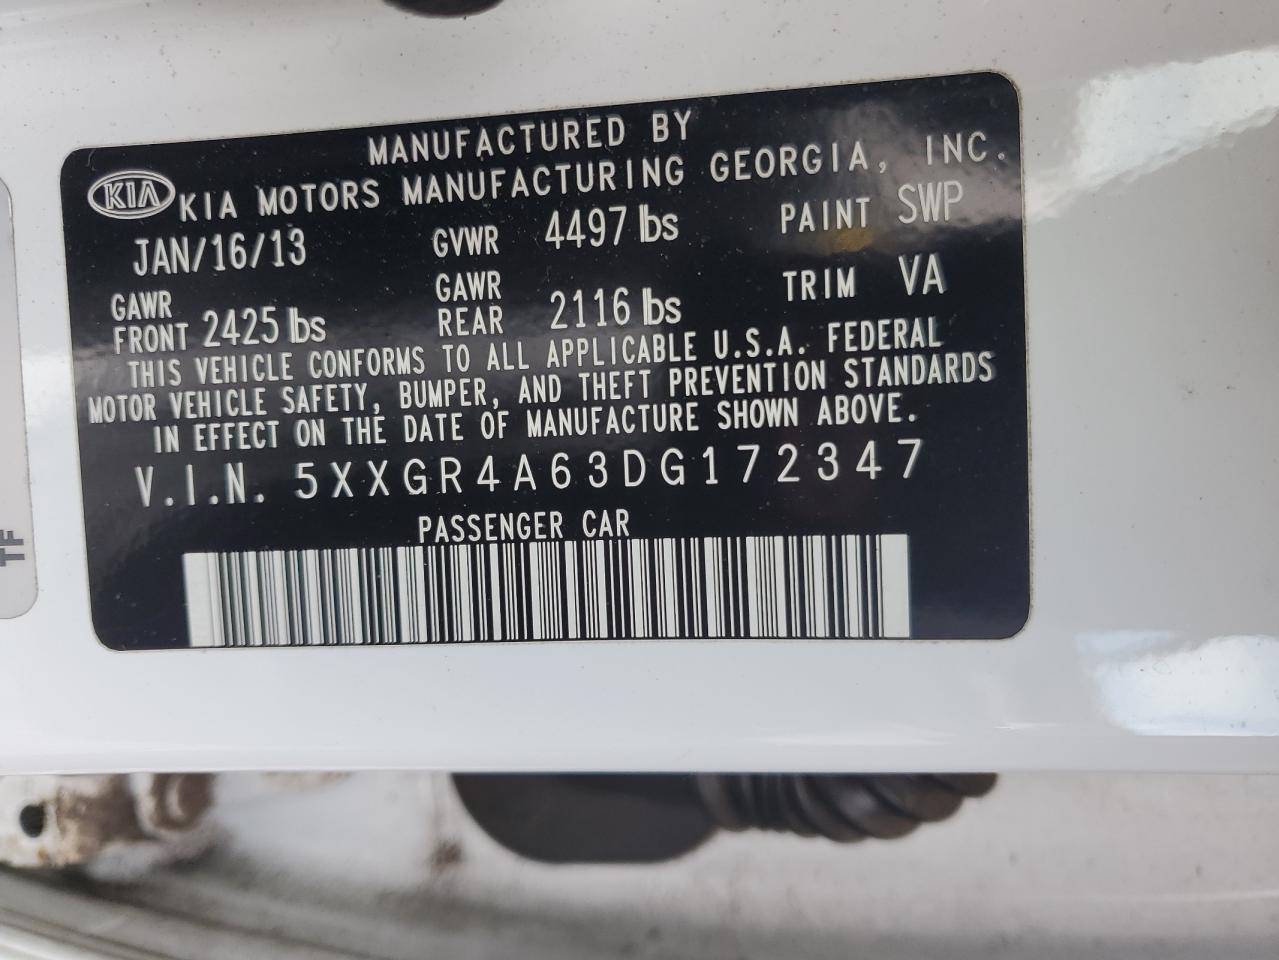 MANUFACTURED BY
KIA KIA MOTORS MANUFACTURING GEORGIA, INC.
JAN/16/13 GVWR 4497 lbs PAINT SWP
GAWR FRONT 2425 lbs GAWR REAR 2116 lbs TRIM VA
THIS VEHICLE CONFORMS TO ALL APPLICABLE U.S.A. FEDERAL
MOTOR VEHICLE SAFETY, BUMPER, AND THEFT PREVENTION STANDARDS
IN EFFECT ON THE DATE OF MANUFACTURE SHOWN ABOVE.
V.I.N. 5XXGR4A63DG172347
PASSENGER CAR
TF